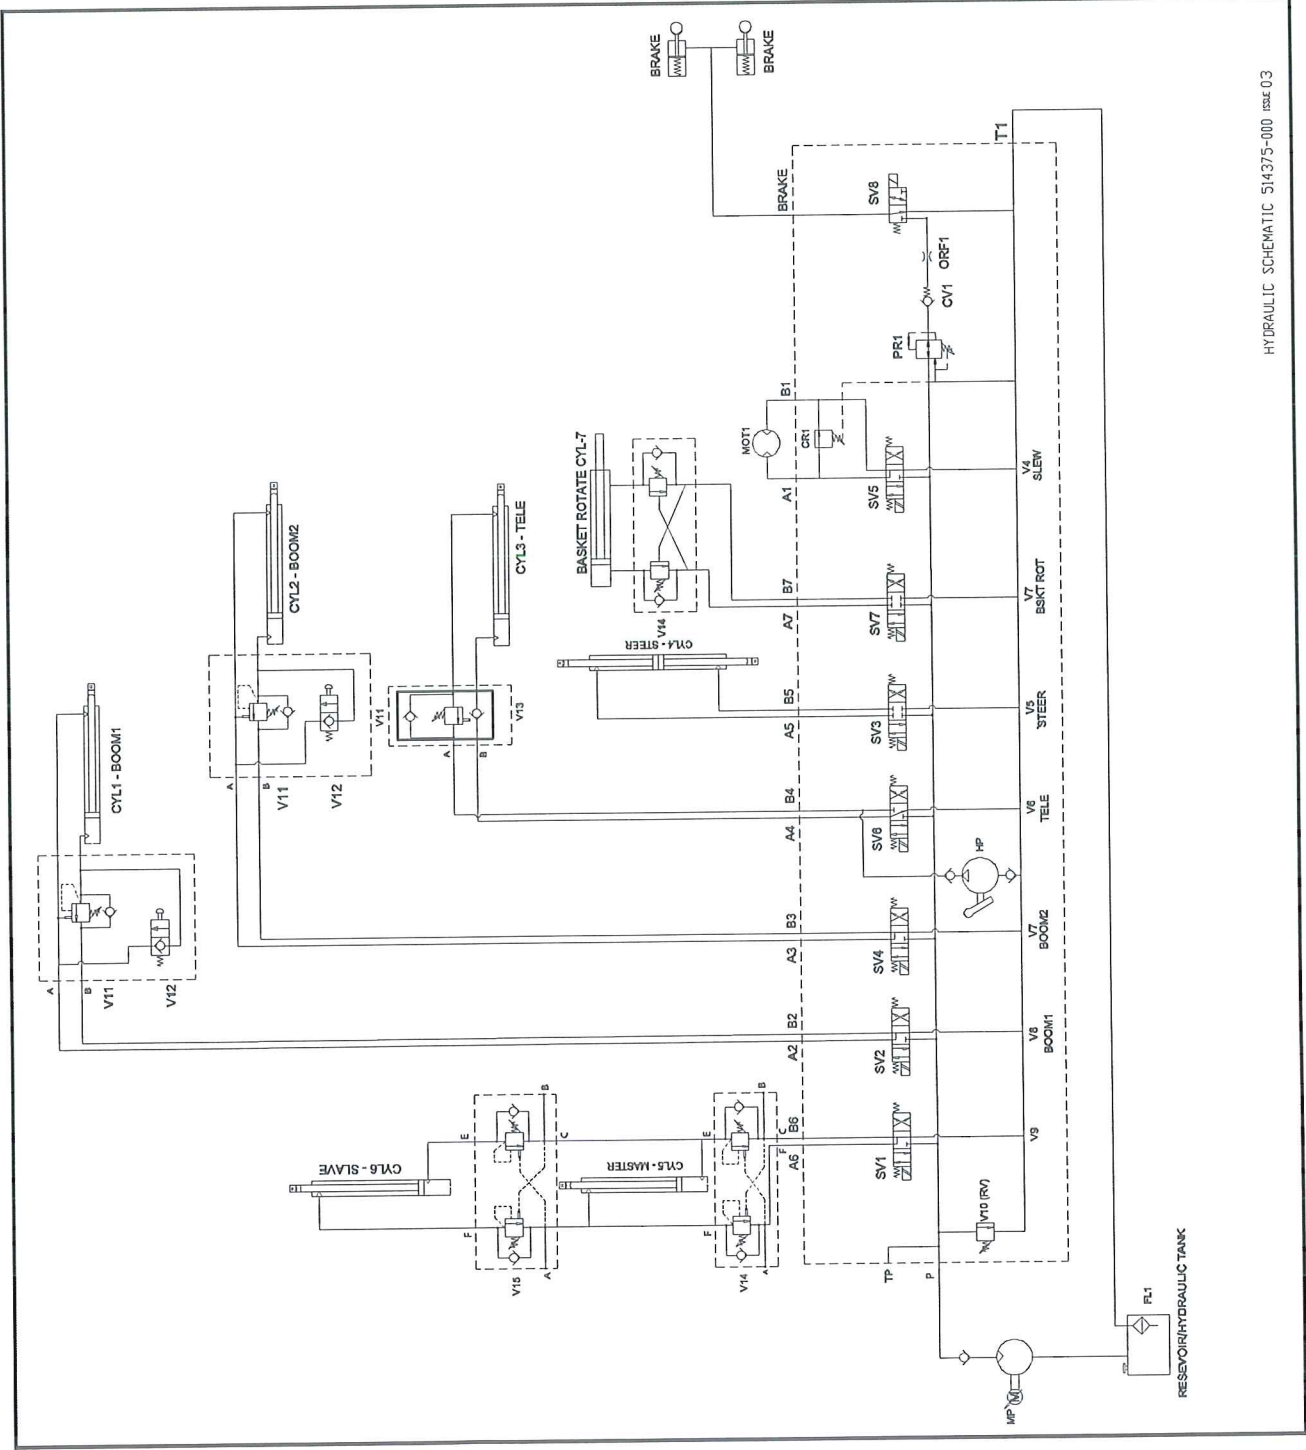 BRAKE
BRAKE
HYDRAULIC SCHEMATIC 514375-000 ISSUE 03
T1
BRAKE
SV8
ORF1
CV1
PR1
B1
MOT1
CR1
A1
SV5
V4
SLEW
BASKET ROTATE CYL-7
V14
B7
A7
SV7
V7
BSKT ROT
CYL4 - STEER
B5
A5
SV3
V5
STEER
CYL2 - BOOM2
V11
A
B
V11
V12
CYL3 - TELE
V13
A
B
B4
A4
SV6
V6
TELE
HP
CYL1 - BOOM1
A
B
V11
V12
B3
A3
SV4
V7
BOOM2
B2
A2
SV2
V8
BOOM1
CYL6 - SLAVE
E
C
B
F
A
V15
CYL5 - MASTER
E
C
B
F
F
A
V14
B6
A6
SV1
V9
V10 (RV)
TP
P
MP
M
FL1
RESEVOIR/HYDRAULIC TANK